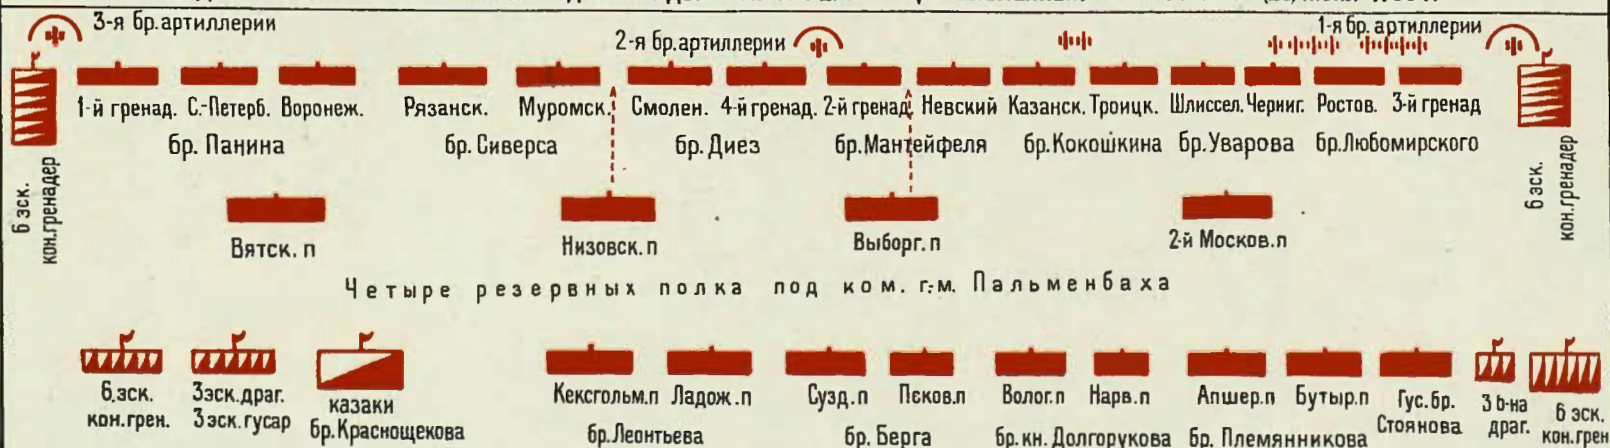 3-я бр.артиллерии
2-я бр.артиллерии
1-я бр. артиллерии
1-й гренад. С.-Петерб. Воронеж. Рязанск. Муромск. Смолен. 4-й гренад. 2-й гренад. Невский Казанск. Троицк. Шлиссел. Черниг. Ростов. 3-й гренад
бр. Панина бр. Сиверса бр. Диез бр. Мантейфеля бр. Кокошкина бр. Уварова бр. Любомирского
6 эск.
кон.гренадер
6 эск.
кон.гренадер
Вятск. п Низовск. п Выборг. п 2-й Москов.п
Четыре резервных полка под ком. г.-м. Пальменбаха
6.эск.
кон.грен.
3эск.драг.
3эск.гусар
казаки
бр.Краснощекова
Кексгольм.п Ладож.п Сузд.п Псков.п Волог.п Нарв.п Апшер.п Бутыр.п
бр.Леонтьева бр. Берга бр.кн. Долгорукова бр. Племянникова
Гус.бр.
Стоянова
3 b-на
драг.
6 эск.
кон.грен